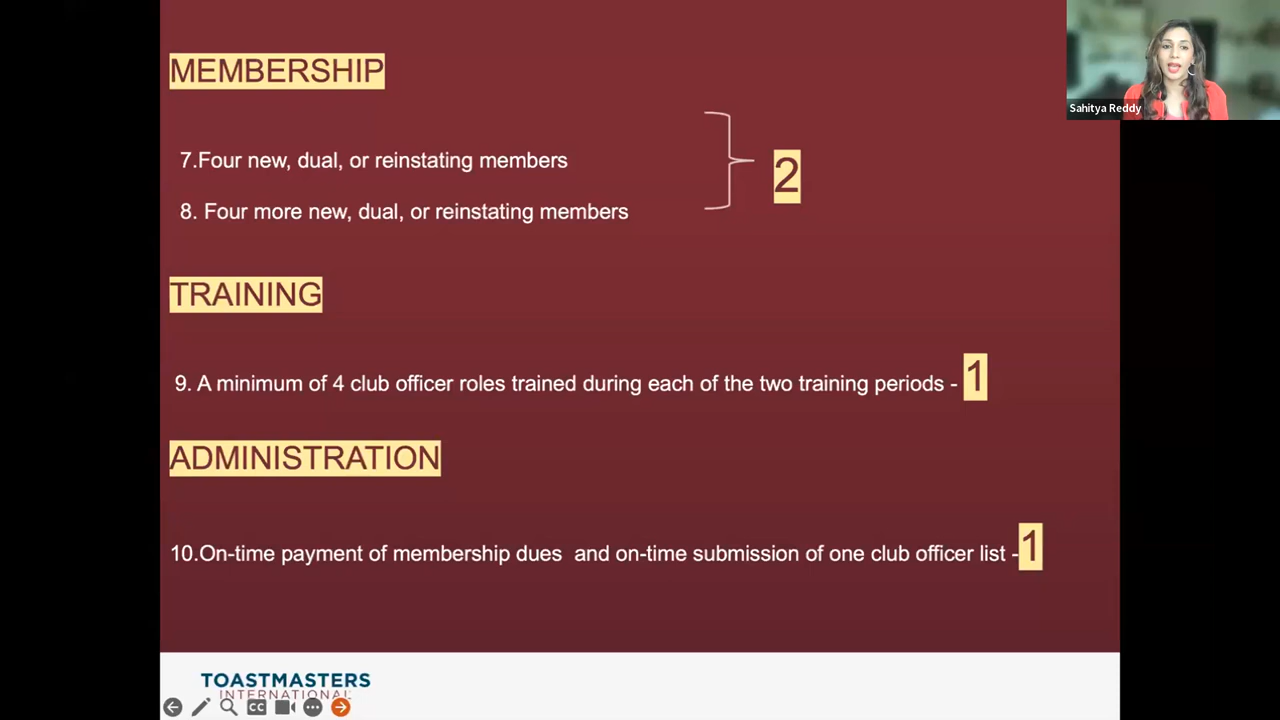 MEMBERSHIP
Sahitya Reddy
7.Four new, dual, or reinstating members
2
8. Four more new, dual, or reinstating members
TRAINING
9. A minimum of 4 club officer roles trained during each of the two training periods - 1
ADMINISTRATION
10.On-time payment of membership dues  and on-time submission of one club officer list -1
TOASTMASTERS
INTERNATIONAL
CC